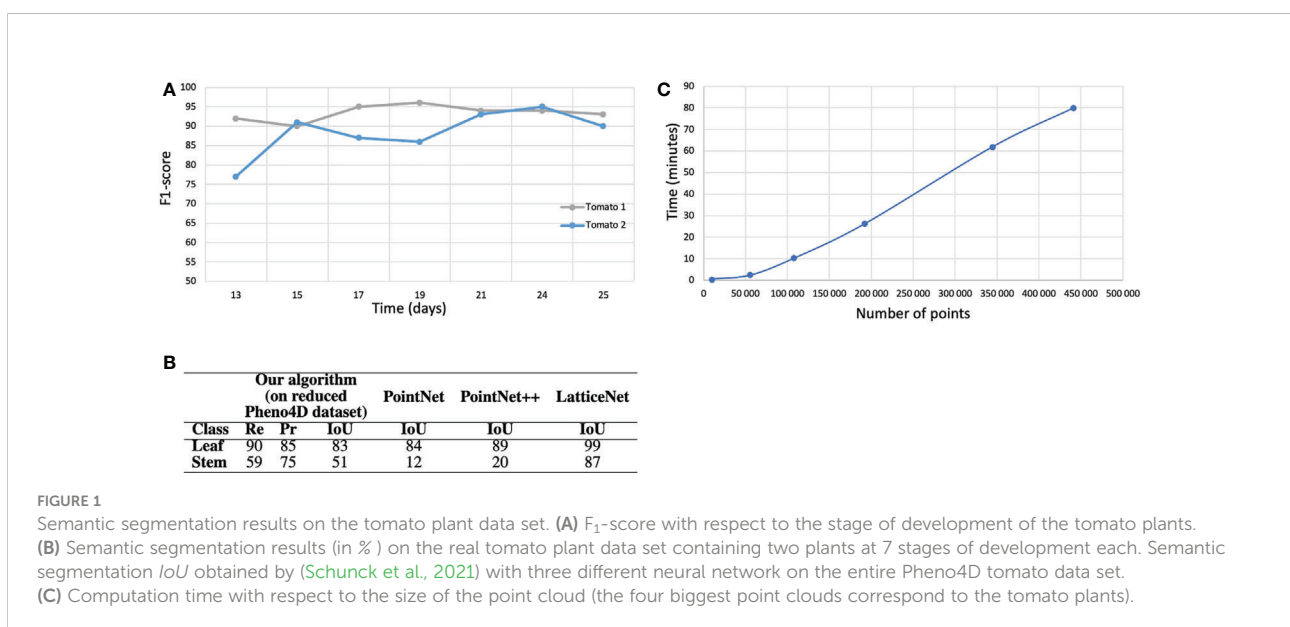 A
100
95
90
85
80
75
70
65
60
55
50
F1-score
13 15 17 19 21 24 25
Time (days)
Tomato 1
Tomato 2
C
90
80
70
60
50
40
30
20
10
0
Time (minutes)
0 50 000 100 000 150 000 200 000 250 000 300 000 350 000 400 000 450 000 500 000
Number of points
B
Our algorithm
(on reduced PointNet PointNet++ LatticeNet
Pheno4D dataset)
Class Re Pr IoU IoU IoU IoU
Leaf 90 85 83 84 89 99
Stem 59 75 51 12 20 87
FIGURE 1
Semantic segmentation results on the tomato plant data set. (A) F₁-score with respect to the stage of development of the tomato plants.
(B) Semantic segmentation results (in % ) on the real tomato plant data set containing two plants at 7 stages of development each. Semantic
segmentation IoU obtained by (Schunck et al., 2021) with three different neural network on the entire Pheno4D tomato data set.
(C) Computation time with respect to the size of the point cloud (the four biggest point clouds correspond to the tomato plants).